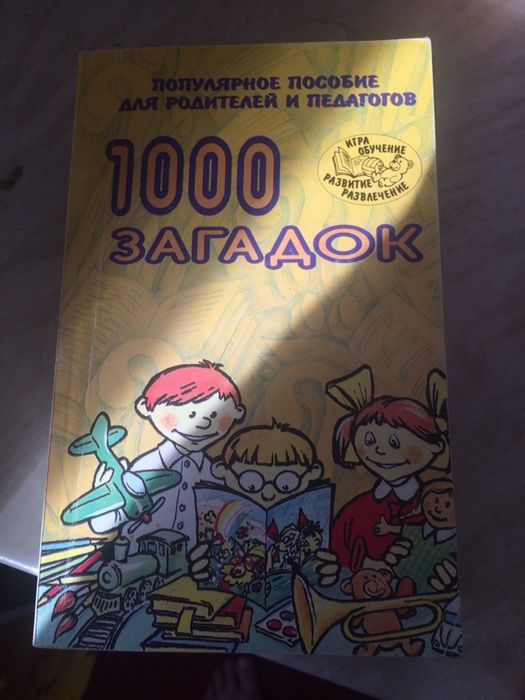 ПОПУЛЯРНОЕ ПОСОБИЕ
ДЛЯ РОДИТЕЛЕЙ И ПЕДАГОГОВ
1000
ЗАГАДОК
ИГРА
ОБУЧЕНИЕ
РАЗВИТИЕ
РАЗВЛЕЧЕНИЕ